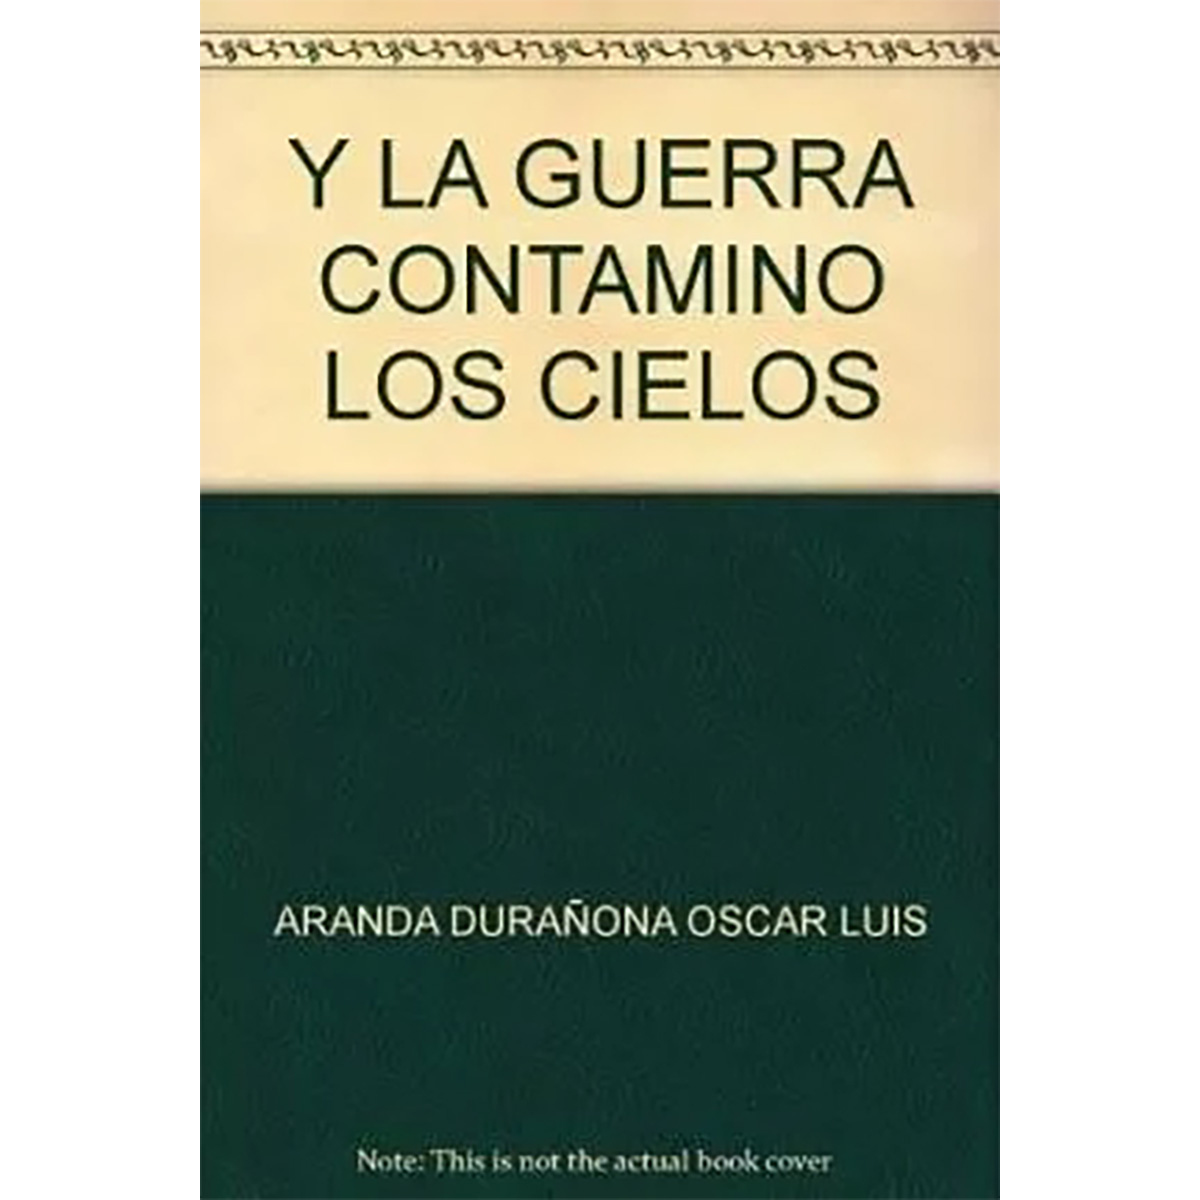 Y LA GUERRA
CONTAMINO
LOS CIELOS
ARANDA DURAÑONA OSCAR LUIS
Note: This is not the actual book cover